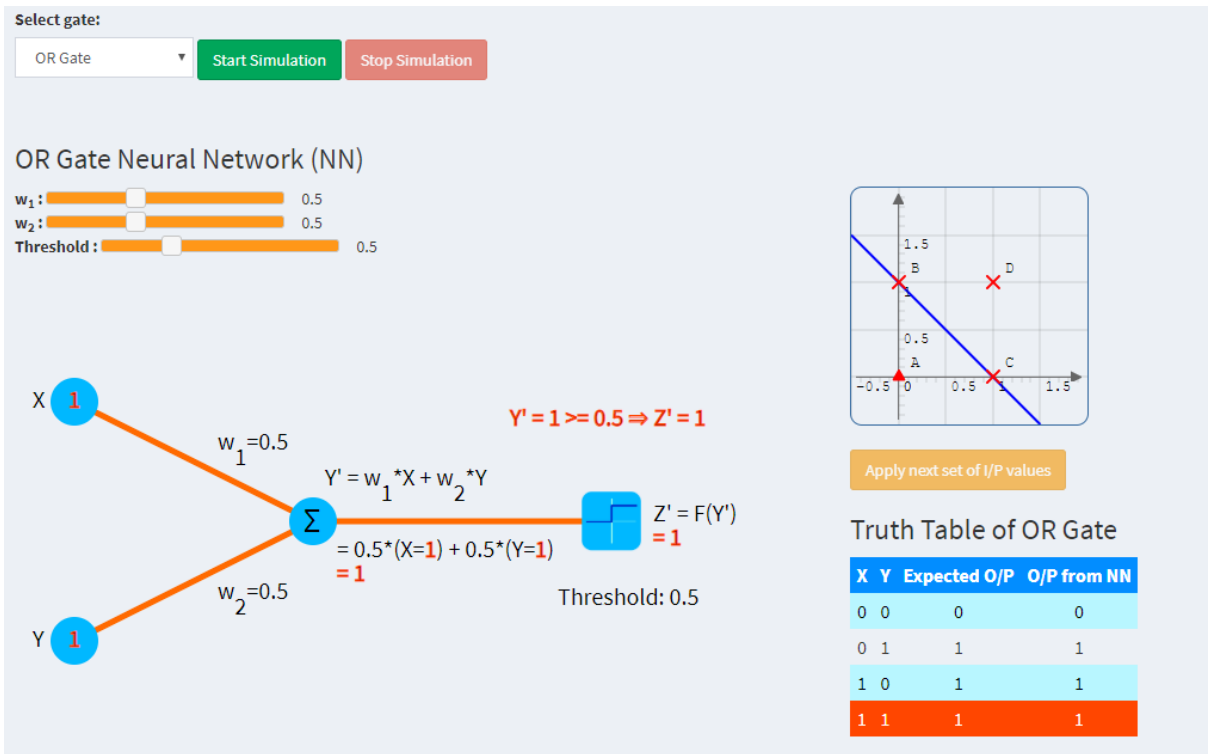 Select gate:
OR Gate ▼ Start Simulation Stop Simulation
OR Gate Neural Network (NN)
w1 : 0.5
w2 : 0.5
Threshold : 0.5
1.5
B D
1
0.5
A C
-0.5 0 0.5 1 1.5
X 1
Y' = 1 >= 0.5 ⇒ Z' = 1
w1=0.5
Y' = w1*X + w2*Y
Σ
Z' = F(Y')
= 1
= 0.5*(X=1) + 0.5*(Y=1)
= 1
w2=0.5
Threshold: 0.5
Y 1
Apply next set of I/P values
Truth Table of OR Gate
X Y Expected O/P O/P from NN
0 0 0 0
0 1 1 1
1 0 1 1
1 1 1 1